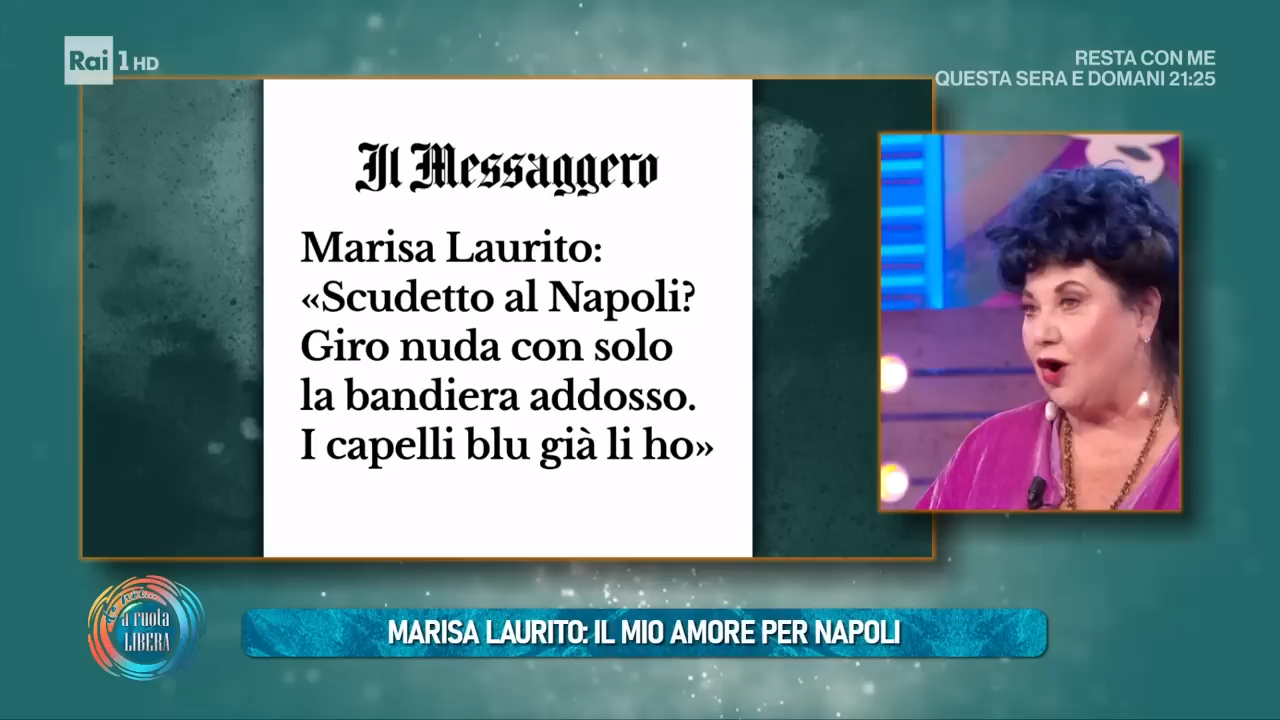 Rai 1 HD
RESTA CON ME
QUESTA SERA E DOMANI 21:25
Il Messaggero
Marisa Laurito:
«Scudetto al Napoli?
Giro nuda con solo
la bandiera addosso.
I capelli blu già li ho»
da noi...
a ruota
LIBERA
MARISA LAURITO: IL MIO AMORE PER NAPOLI